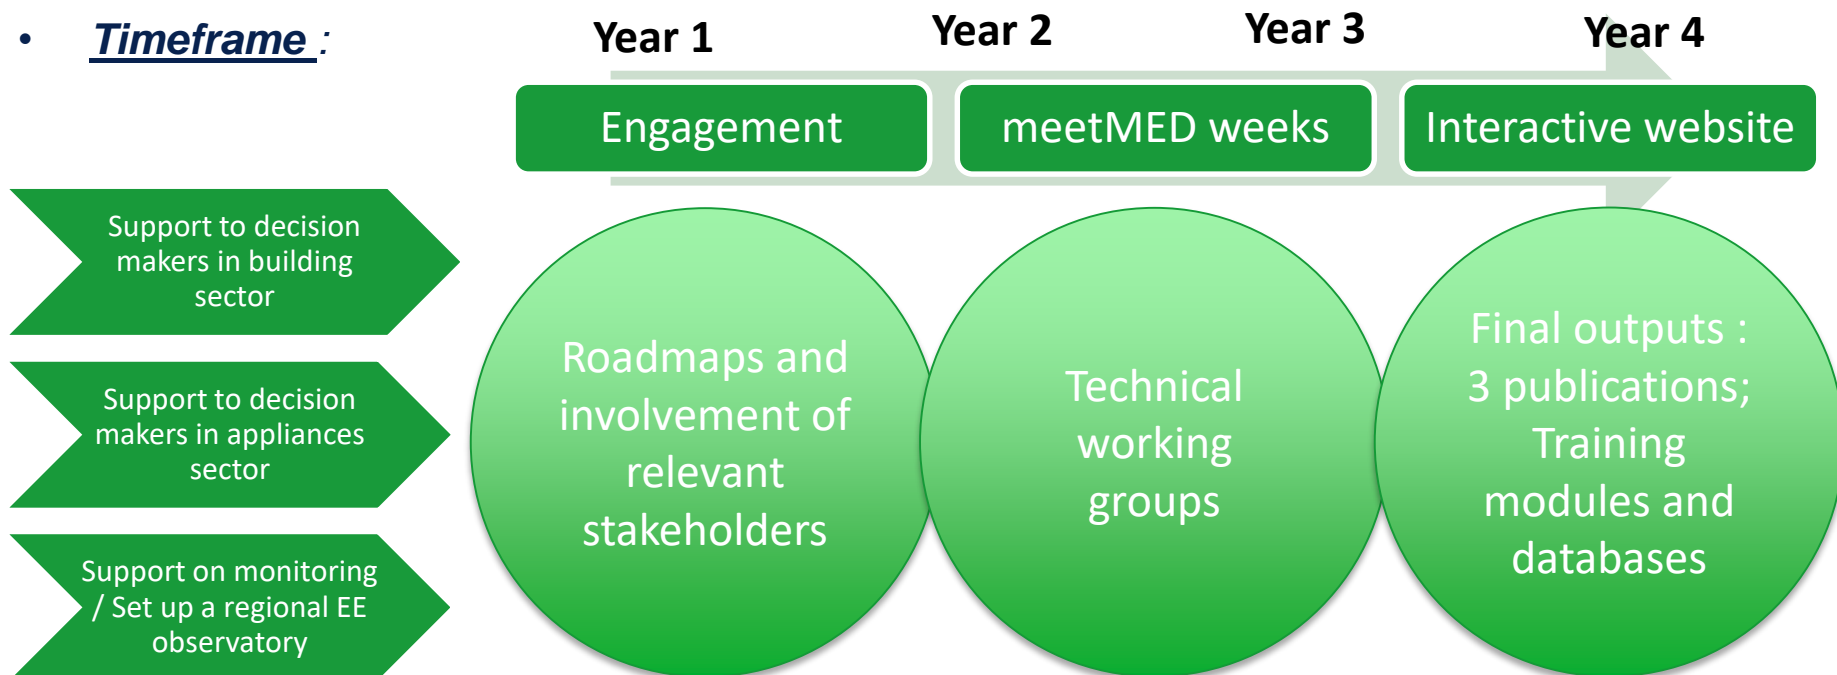 • Timeframe :
Year 1
Year 2
Year 3
Year 4
Engagement
meetMED weeks
Interactive website
Support to decision
makers in building
sector
Support to decision
makers in appliances
sector
Support on monitoring
/ Set up a regional EE
observatory
Roadmaps and
involvement of
relevant
stakeholders
Technical
working
groups
Final outputs :
3 publications;
Training
modules and
databases